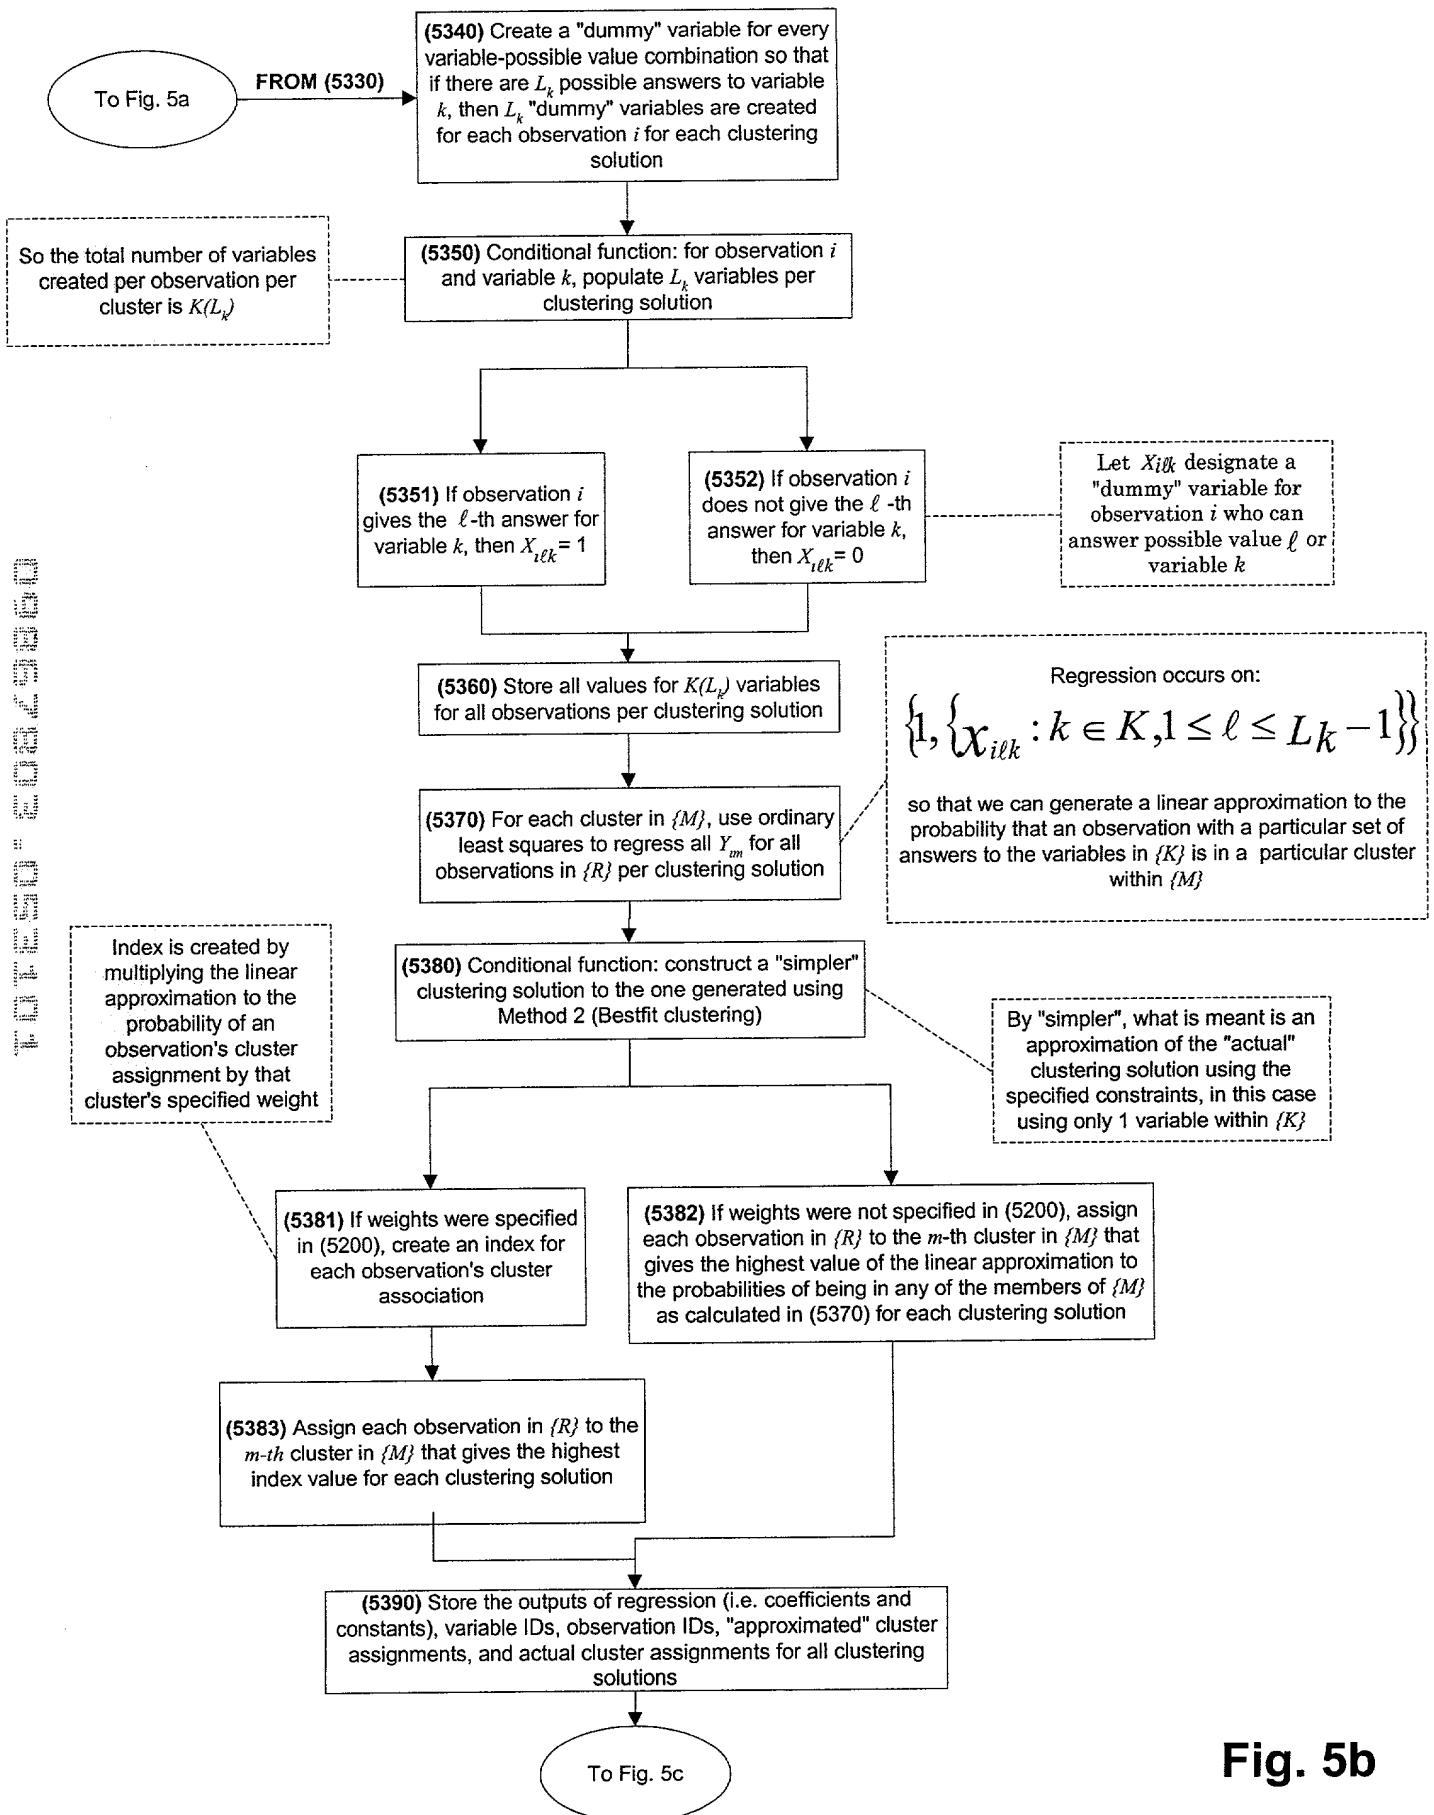 To Fig. 5a
FROM (5330)
(5340) Create a "dummy" variable for every
variable-possible value combination so that
if there are Lk possible answers to variable
k, then Lk "dummy" variables are created
for each observation i for each clustering
solution
So the total number of variables
created per observation per
cluster is K(Lk)
(5350) Conditional function: for observation i
and variable k, populate Lk variables per
clustering solution
(5351) If observation i
gives the ℓ-th answer for
variable k, then Xıℓk = 1
(5352) If observation i
does not give the ℓ -th
answer for variable k,
then Xıℓk = 0
Let Xiℓk designate a
"dummy" variable for
observation i who can
answer possible value ℓ or
variable k
(5360) Store all values for K(Lk) variables
for all observations per clustering solution
Regression occurs on:
{1, {xiℓk : k ∈ K,1 ≤ ℓ ≤ Lk − 1}}
so that we can generate a linear approximation to the
probability that an observation with a particular set of
answers to the variables in {K} is in a particular cluster
within {M}
(5370) For each cluster in {M}, use ordinary
least squares to regress all Yım for all
observations in {R} per clustering solution
Index is created by
multiplying the linear
approximation to the
probability of an
observation's cluster
assignment by that
cluster's specified weight
(5380) Conditional function: construct a "simpler"
clustering solution to the one generated using
Method 2 (Bestfit clustering)
By "simpler", what is meant is an
approximation of the "actual"
clustering solution using the
specified constraints, in this case
using only 1 variable within {K}
(5381) If weights were specified
in (5200), create an index for
each observation's cluster
association
(5382) If weights were not specified in (5200), assign
each observation in {R} to the m-th cluster in {M} that
gives the highest value of the linear approximation to
the probabilities of being in any of the members of {M}
as calculated in (5370) for each clustering solution
(5383) Assign each observation in {R} to the
m-th cluster in {M} that gives the highest
index value for each clustering solution
(5390) Store the outputs of regression (i.e. coefficients and
constants), variable IDs, observation IDs, "approximated" cluster
assignments, and actual cluster assignments for all clustering
solutions
To Fig. 5c
Fig. 5b